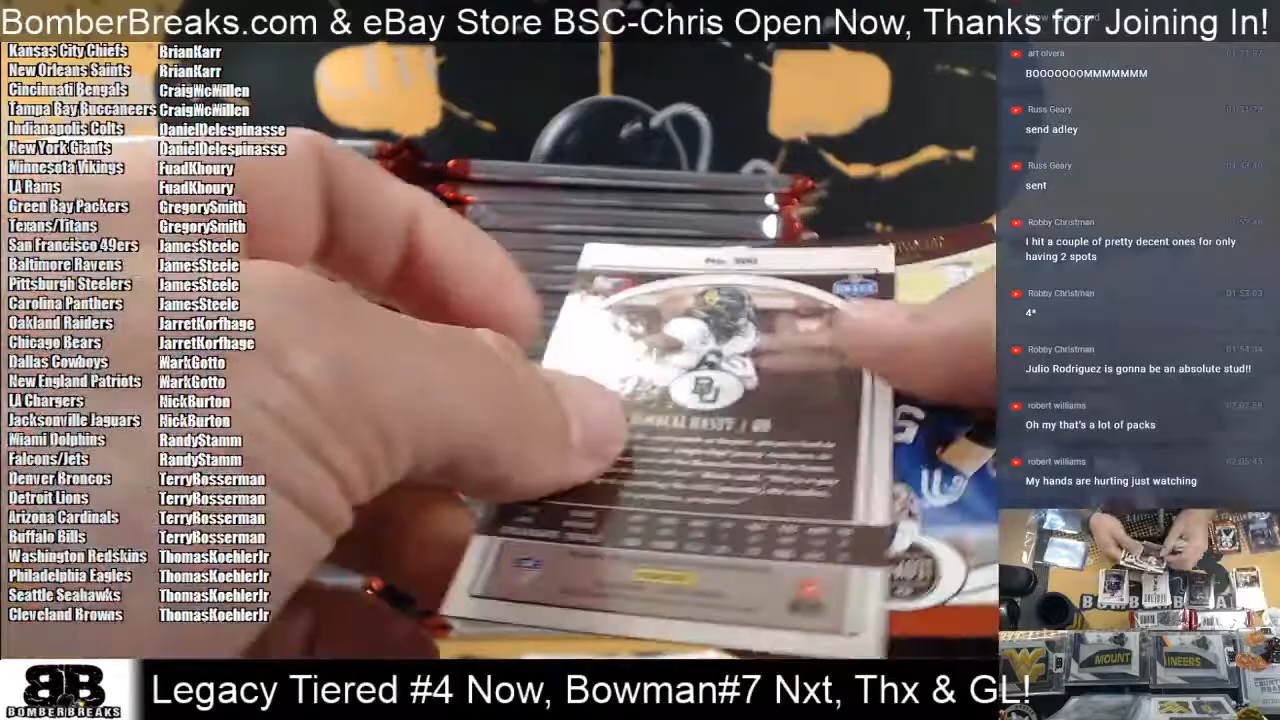 BomberBreaks.com & eBay Store BSC-Chris Open Now, Thanks for Joining In!
Kansas City Chiefs BrianKarr
New Orleans Saints BrianKarr
Cincinnati Bengals CraigMcMillen
Tampa Bay Buccaneers CraigMcMillen
Indianapolis Colts DanielDelespinasse
New York Giants DanielDelespinasse
Minnesota Vikings FuadKhoury
LA Rams FuadKhoury
Green Bay Packers GregorySmith
Texans/Titans GregorySmith
San Francisco 49ers JamesSteele
Baltimore Ravens JamesSteele
Pittsburgh Steelers JamesSteele
Carolina Panthers JamesSteele
Oakland Raiders JarretKorfhage
Chicago Bears JarretKorfhage
Dallas Cowboys MarkGotto
New England Patriots MarkGotto
LA Chargers NickBurton
Jacksonville Jaguars NickBurton
Miami Dolphins RandyStamm
Falcons/Jets RandyStamm
Denver Broncos TerryBosserman
Detroit Lions TerryBosserman
Arizona Cardinals TerryBosserman
Buffalo Bills TerryBosserman
Washington Redskins ThomasKoehlerJr
Philadelphia Eagles ThomasKoehlerJr
Seattle Seahawks ThomasKoehlerJr
Cleveland Browns ThomasKoehlerJr
art olvera
BOOOOOOOMMMMMMM
Russ Geary
send adley
Russ Geary
sent
Robby Christman
I hit a couple of pretty decent ones for only
having 2 spots
Robby Christman
4*
Robby Christman
Julio Rodriguez is gonna be an absolute stud!!
robert williams
Oh my that's a lot of packs
robert williams
My hands are hurting just watching
MOUNT
INEERS
BB
BOMBERBREAKS
Legacy Tiered #4 Now, Bowman#7 Nxt, Thx & GL!